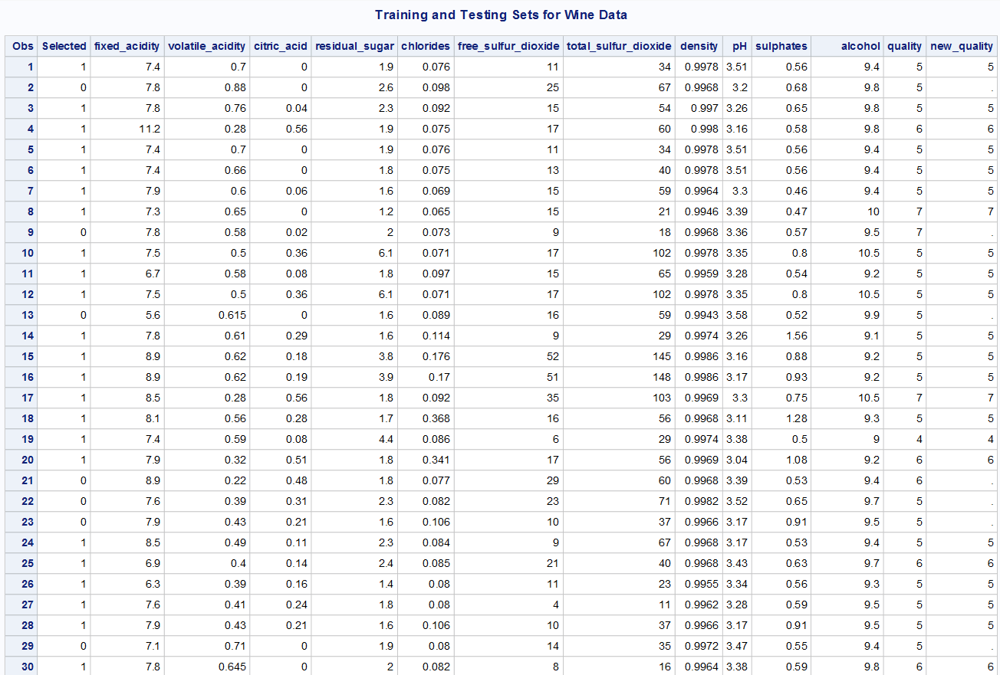 Training and Testing Sets for Wine Data
Obs Selected fixed_acidity volatile_acidity citric_acid residual_sugar chlorides free_sulfur_dioxide total_sulfur_dioxide density pH sulphates alcohol quality new_quality
1 1 7.4 0.7 0 1.9 0.076 11 34 0.9978 3.51 0.56 9.4 5 5
2 0 7.8 0.88 0 2.6 0.098 25 67 0.9968 3.2 0.68 9.8 5 .
3 1 7.8 0.76 0.04 2.3 0.092 15 54 0.997 3.26 0.65 9.8 5 5
4 1 11.2 0.28 0.56 1.9 0.075 17 60 0.998 3.16 0.58 9.8 6 6
5 1 7.4 0.7 0 1.9 0.076 11 34 0.9978 3.51 0.56 9.4 5 5
6 1 7.4 0.66 0 1.8 0.075 13 40 0.9978 3.51 0.56 9.4 5 5
7 1 7.9 0.6 0.06 1.6 0.069 15 59 0.9964 3.3 0.46 9.4 5 5
8 1 7.3 0.65 0 1.2 0.065 15 21 0.9946 3.39 0.47 10 7 7
9 0 7.8 0.58 0.02 2 0.073 9 18 0.9968 3.36 0.57 9.5 7 .
10 1 7.5 0.5 0.36 6.1 0.071 17 102 0.9978 3.35 0.8 10.5 5 5
11 1 6.7 0.58 0.08 1.8 0.097 15 65 0.9959 3.28 0.54 9.2 5 5
12 1 7.5 0.5 0.36 6.1 0.071 17 102 0.9978 3.35 0.8 10.5 5 5
13 0 5.6 0.615 0 1.6 0.089 16 59 0.9943 3.58 0.52 9.9 5 .
14 1 7.8 0.61 0.29 1.6 0.114 9 29 0.9974 3.26 1.56 9.1 5 5
15 1 8.9 0.62 0.18 3.8 0.176 52 145 0.9986 3.16 0.88 9.2 5 5
16 1 8.9 0.62 0.19 3.9 0.17 51 148 0.9986 3.17 0.93 9.2 5 5
17 1 8.5 0.28 0.56 1.8 0.092 35 103 0.9969 3.3 0.75 10.5 7 7
18 1 8.1 0.56 0.28 1.7 0.368 16 56 0.9968 3.11 1.28 9.3 5 5
19 1 7.4 0.59 0.08 4.4 0.086 6 29 0.9974 3.38 0.5 9 4 4
20 1 7.9 0.32 0.51 1.8 0.341 17 56 0.9969 3.04 1.08 9.2 6 6
21 0 8.9 0.22 0.48 1.8 0.077 29 60 0.9968 3.39 0.53 9.4 6 .
22 0 7.6 0.39 0.31 2.3 0.082 23 71 0.9982 3.52 0.65 9.7 5 .
23 0 7.9 0.43 0.21 1.6 0.106 10 37 0.9966 3.17 0.91 9.5 5 .
24 1 8.5 0.49 0.11 2.3 0.084 9 67 0.9968 3.17 0.53 9.4 5 5
25 1 6.9 0.4 0.14 2.4 0.085 21 40 0.9968 3.43 0.63 9.7 6 6
26 1 6.3 0.39 0.16 1.4 0.08 11 23 0.9955 3.34 0.56 9.3 5 5
27 1 7.6 0.41 0.24 1.8 0.08 4 11 0.9962 3.28 0.59 9.5 5 5
28 1 7.9 0.43 0.21 1.6 0.106 10 37 0.9966 3.17 0.91 9.5 5 5
29 0 7.1 0.71 0 1.9 0.08 14 35 0.9972 3.47 0.55 9.4 5 .
30 1 7.8 0.645 0 2 0.082 8 16 0.9964 3.38 0.59 9.8 6 6